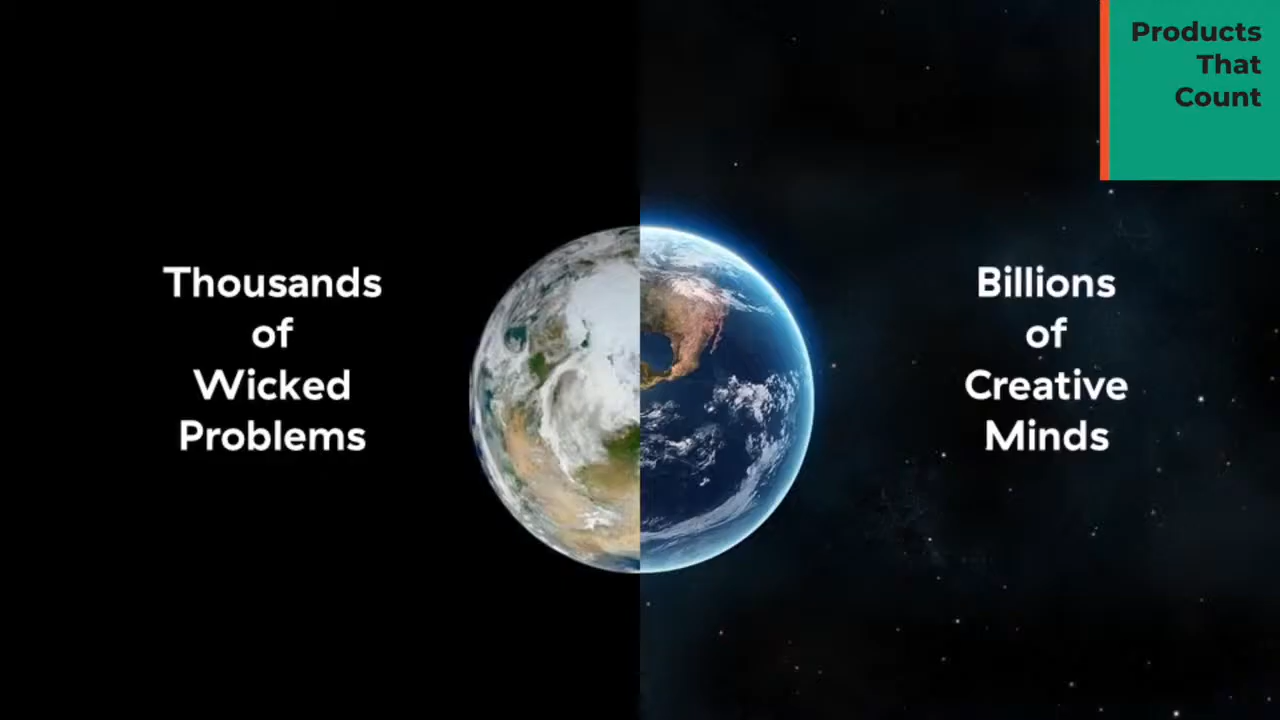 Products
That
Count
Thousands
of
Wicked
Problems
Billions
of
Creative
Minds